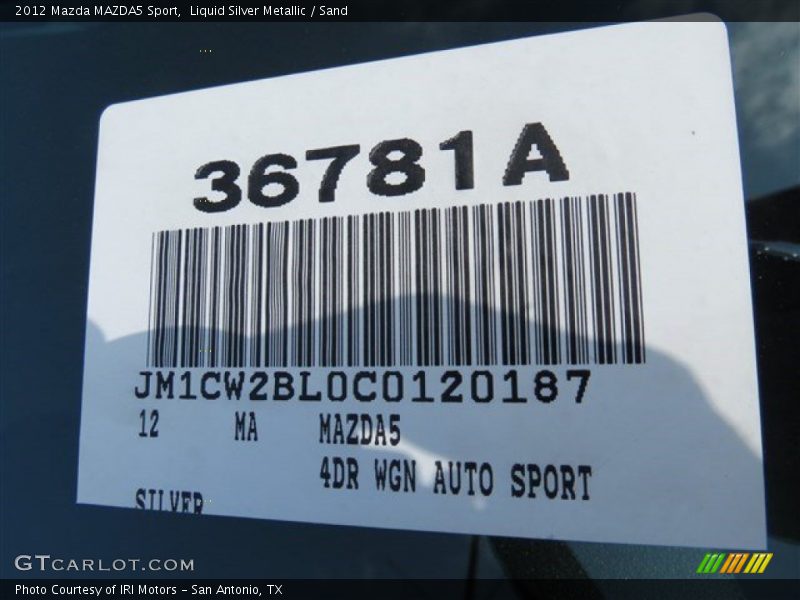 2012 Mazda MAZDA5 Sport,  Liquid Silver Metallic / Sand
36781A
JM1CW2BL0C0120187
12 MA MAZDA5
4DR WGN AUTO SPORT
SILVER
GTCARLOT.COM
Photo Courtesy of IRI Motors - San Antonio, TX